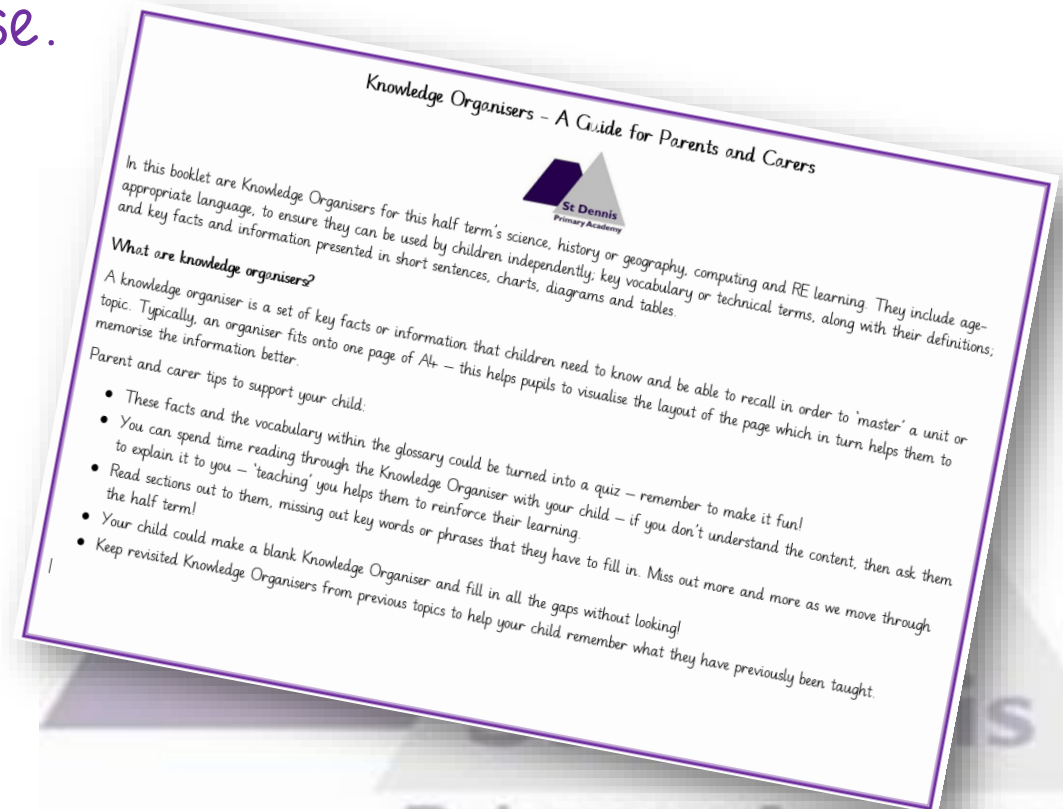 se.
Knowledge Organisers – A Guide for Parents and Carers
St Dennis
Primary Academy
In this booklet are Knowledge Organisers for this half term's science, history or geography, computing and RE learning. They include age-
appropriate language, to ensure they can be used by children independently; key vocabulary or technical terms, along with their definitions;
and key facts and information presented in short sentences, charts, diagrams and tables.
What are knowledge organisers?
A knowledge organiser is a set of key facts or information that children need to know and be able to recall in order to 'master' a unit or
topic. Typically, an organiser fits onto one page of A4 – this helps pupils to visualise the layout of the page which in turn helps them to
memorise the information better.
Parent and carer tips to support your child:
• These facts and the vocabulary within the glossary could be turned into a quiz – remember to make it fun!
• You can spend time reading through the Knowledge Organiser with your child – if you don't understand the content, then ask them
to explain it to you – 'teaching' you helps them to reinforce their learning.
• Read sections out to them, missing out key words or phrases that they have to fill in. Miss out more and more as we move through
the half term!
• Your child could make a blank Knowledge Organiser and fill in all the gaps without looking!
• Keep revisited Knowledge Organisers from previous topics to help your child remember what they have previously been taught.
is